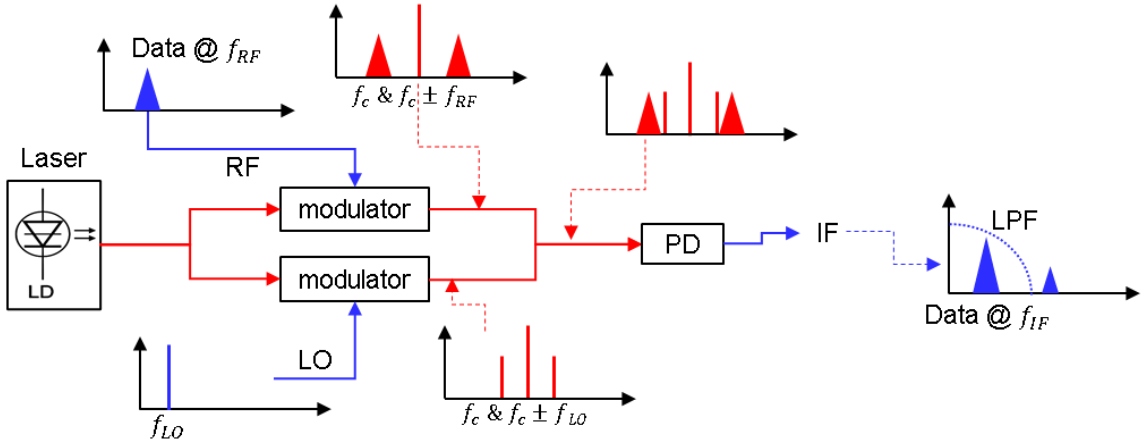 Data @ f_RF
f_c & f_c ± f_RF
Laser
RF
modulator
LPF
PD
IF
LD
modulator
Data @ f_IF
LO
f_LO
f_c & f_c ± f_LO